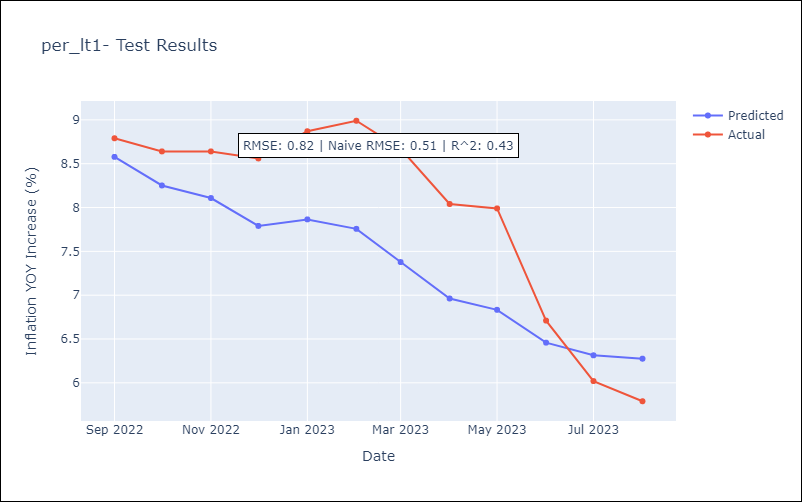 per_lt1- Test Results
Predicted
Actual
RMSE: 0.82 | Naive RMSE: 0.51 | R^2: 0.43
Inflation YOY Increase (%)
9
8.5
8
7.5
7
6.5
6
Sep 2022
Nov 2022
Jan 2023
Mar 2023
May 2023
Jul 2023
Date